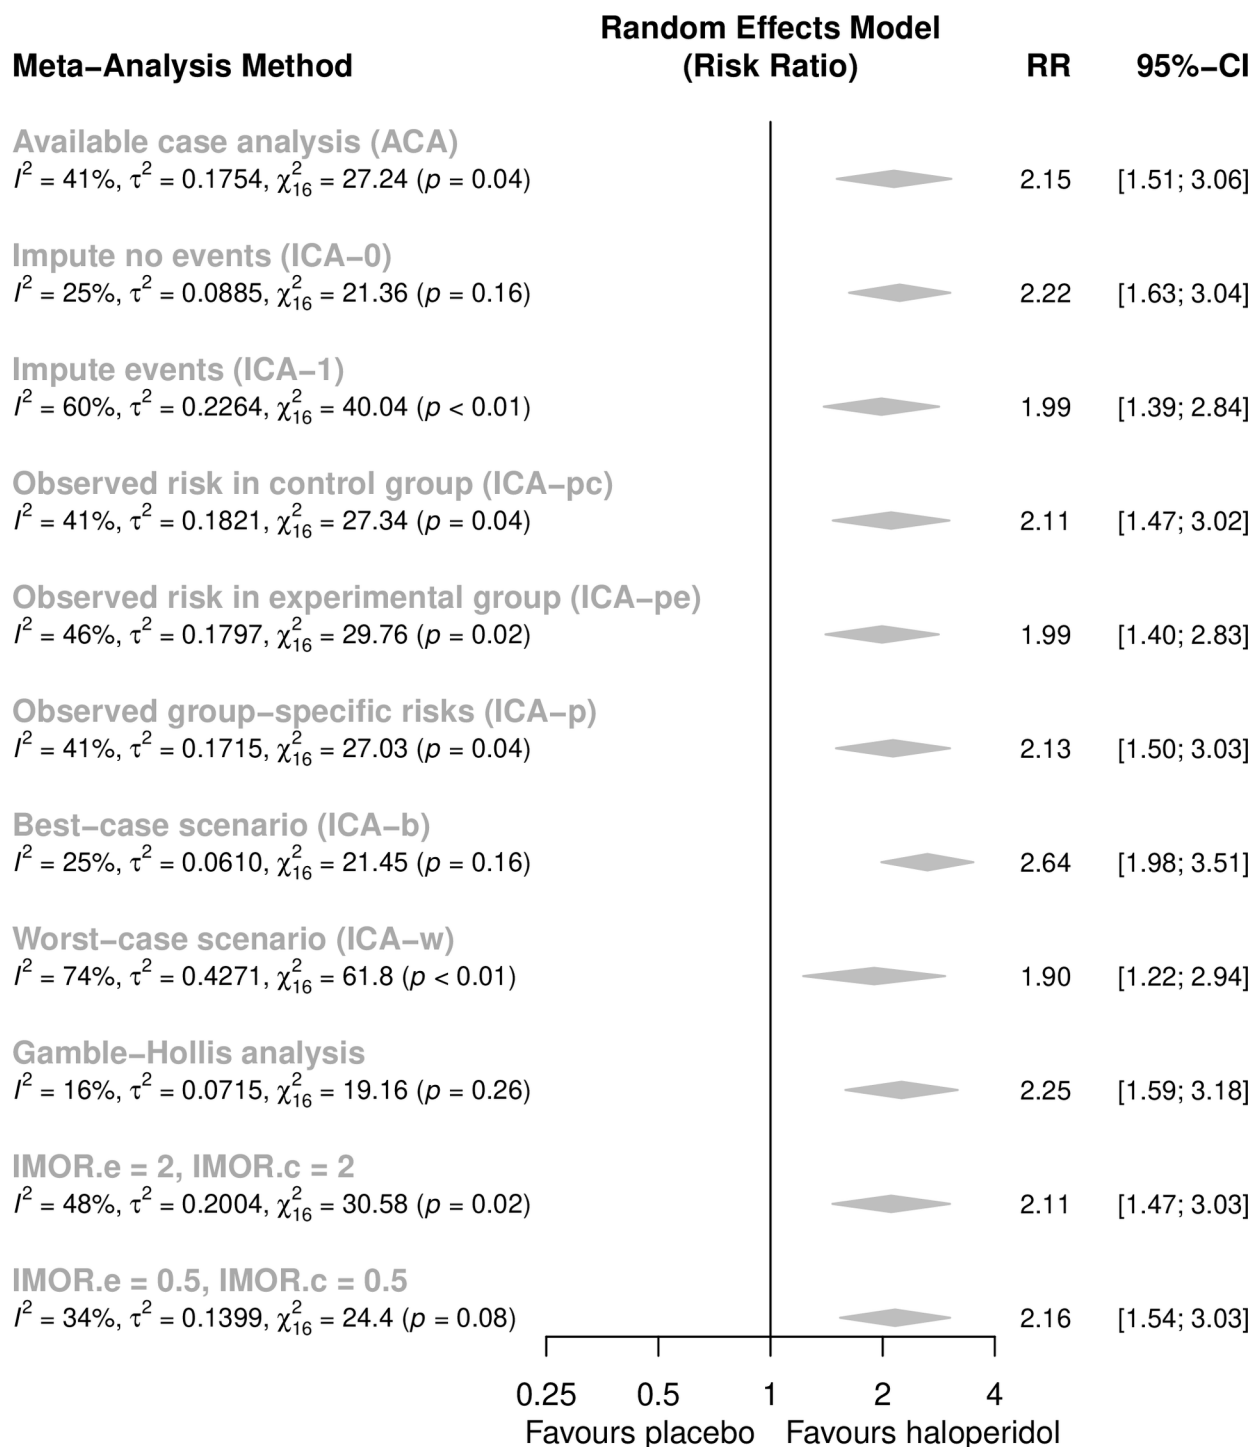 Random Effects Model
Meta−Analysis Method (Risk Ratio) RR 95%−CI
Available case analysis (ACA)
I² = 41%, τ² = 0.1754, χ²₁₆ = 27.24 (p = 0.04) 2.15 [1.51; 3.06]
Impute no events (ICA−0)
I² = 25%, τ² = 0.0885, χ²₁₆ = 21.36 (p = 0.16) 2.22 [1.63; 3.04]
Impute events (ICA−1)
I² = 60%, τ² = 0.2264, χ²₁₆ = 40.04 (p < 0.01) 1.99 [1.39; 2.84]
Observed risk in control group (ICA−pc)
I² = 41%, τ² = 0.1821, χ²₁₆ = 27.34 (p = 0.04) 2.11 [1.47; 3.02]
Observed risk in experimental group (ICA−pe)
I² = 46%, τ² = 0.1797, χ²₁₆ = 29.76 (p = 0.02) 1.99 [1.40; 2.83]
Observed group−specific risks (ICA−p)
I² = 41%, τ² = 0.1715, χ²₁₆ = 27.03 (p = 0.04) 2.13 [1.50; 3.03]
Best−case scenario (ICA−b)
I² = 25%, τ² = 0.0610, χ²₁₆ = 21.45 (p = 0.16) 2.64 [1.98; 3.51]
Worst−case scenario (ICA−w)
I² = 74%, τ² = 0.4271, χ²₁₆ = 61.8 (p < 0.01) 1.90 [1.22; 2.94]
Gamble−Hollis analysis
I² = 16%, τ² = 0.0715, χ²₁₆ = 19.16 (p = 0.26) 2.25 [1.59; 3.18]
IMOR.e = 2, IMOR.c = 2
I² = 48%, τ² = 0.2004, χ²₁₆ = 30.58 (p = 0.02) 2.11 [1.47; 3.03]
IMOR.e = 0.5, IMOR.c = 0.5
I² = 34%, τ² = 0.1399, χ²₁₆ = 24.4 (p = 0.08) 2.16 [1.54; 3.03]
0.25 0.5 1 2 4
Favours placebo Favours haloperidol